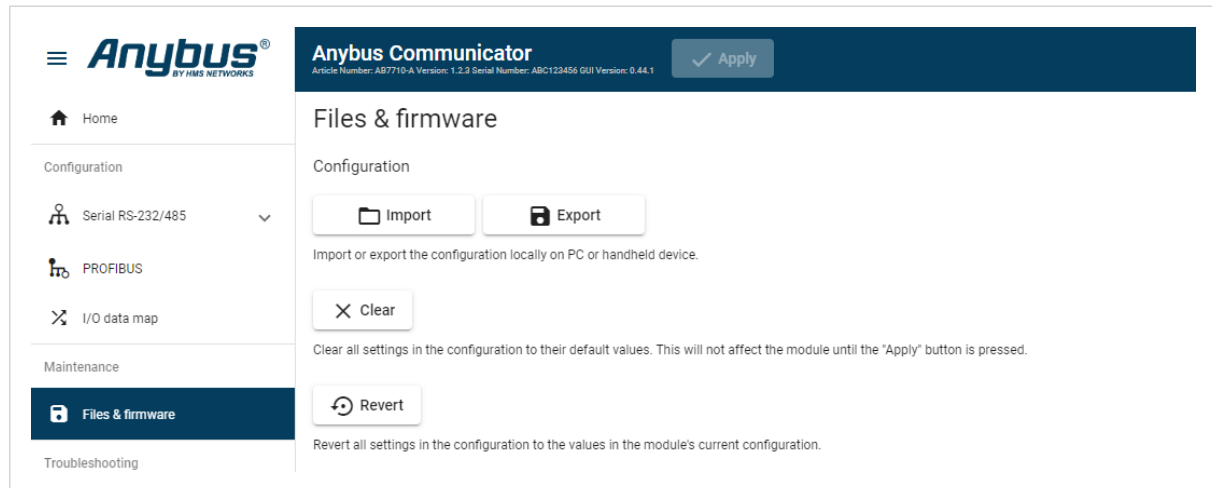 Anybus®
BY HMS NETWORKS
Anybus Communicator
Article Number: AB7710-A Version: 1.2.3 Serial Number: ABC123456 GUI Version: 0.44.1
Apply
Home
Configuration
Serial RS-232/485
PROFIBUS
I/O data map
Maintenance
Files & firmware
Troubleshooting
Files & firmware
Configuration
Import
Export
Import or export the configuration locally on PC or handheld device.
Clear
Clear all settings in the configuration to their default values. This will not affect the module until the "Apply" button is pressed.
Revert
Revert all settings in the configuration to the values in the module's current configuration.